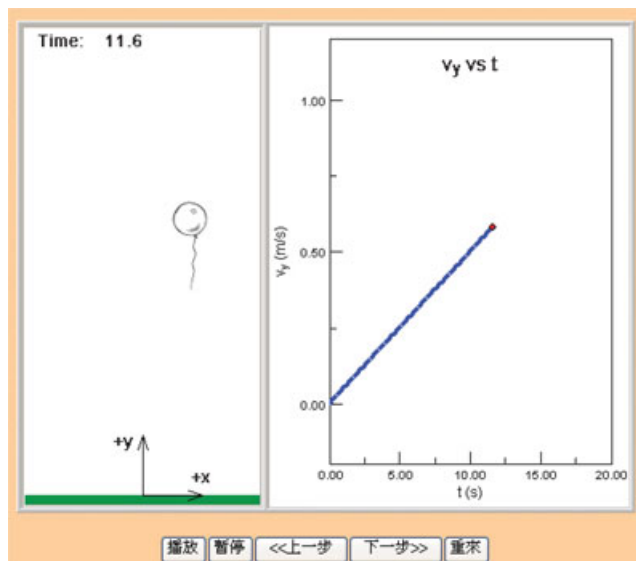 Time: 11.6
vy vs t
1.00
0.50
0.00
vy (m/s)
0.00 5.00 10.00 15.00 20.00
t (s)
+y
+x
播放 暫停 <<上一步 下一步>> 重來